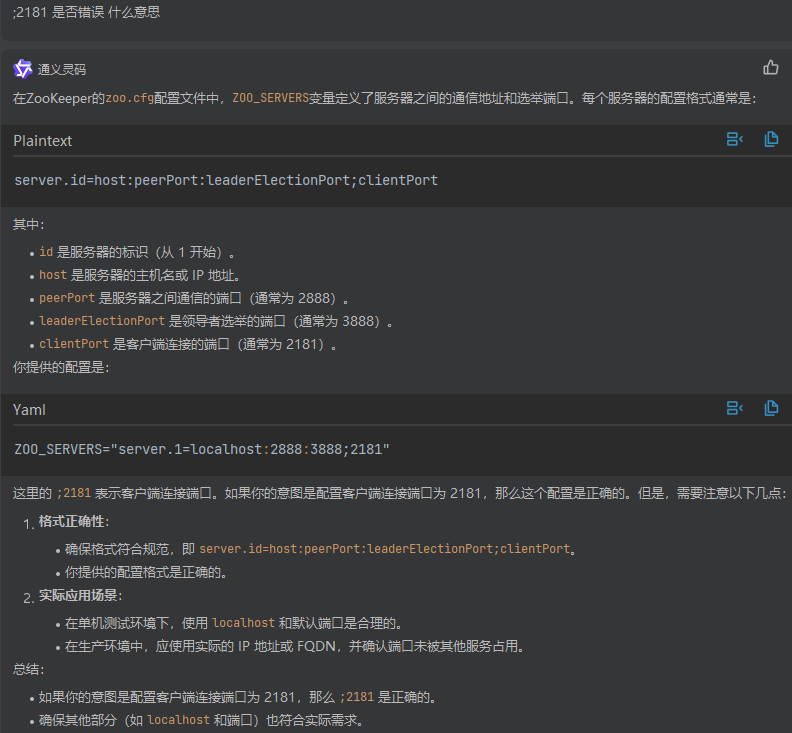 ;2181 是否错误 什么意思
通义灵码
在ZooKeeper的zoo.cfg配置文件中，ZOO_SERVERS变量定义了服务器之间的通信地址和选举端口。每个服务器的配置格式通常是：
Plaintext
server.id=host:peerPort:leaderElectionPort;clientPort
其中：
• id 是服务器的标识（从 1 开始）。
• host 是服务器的主机名或 IP 地址。
• peerPort 是服务器之间通信的端口（通常为 2888）。
• leaderElectionPort 是领导者选举的端口（通常为 3888）。
• clientPort 是客户端连接的端口（通常为 2181）。
你提供的配置是：
Yaml
ZOO_SERVERS="server.1=localhost:2888:3888;2181"
这里的 ;2181 表示客户端连接端口。如果你的意图是配置客户端连接端口为 2181，那么这个配置是正确的。但是，需要注意以下几点：
1. 格式正确性：
• 确保格式符合规范，即 server.id=host:peerPort:leaderElectionPort;clientPort。
• 你提供的配置格式是正确的。
2. 实际应用场景：
• 在单机测试环境下，使用 localhost 和默认端口是合理的。
• 在生产环境中，应使用实际的 IP 地址或 FQDN，并确认端口未被其他服务占用。
总结：
• 如果你的意图是配置客户端连接端口为 2181，那么 ;2181 是正确的。
• 确保其他部分（如 localhost 和端口）也符合实际需求。